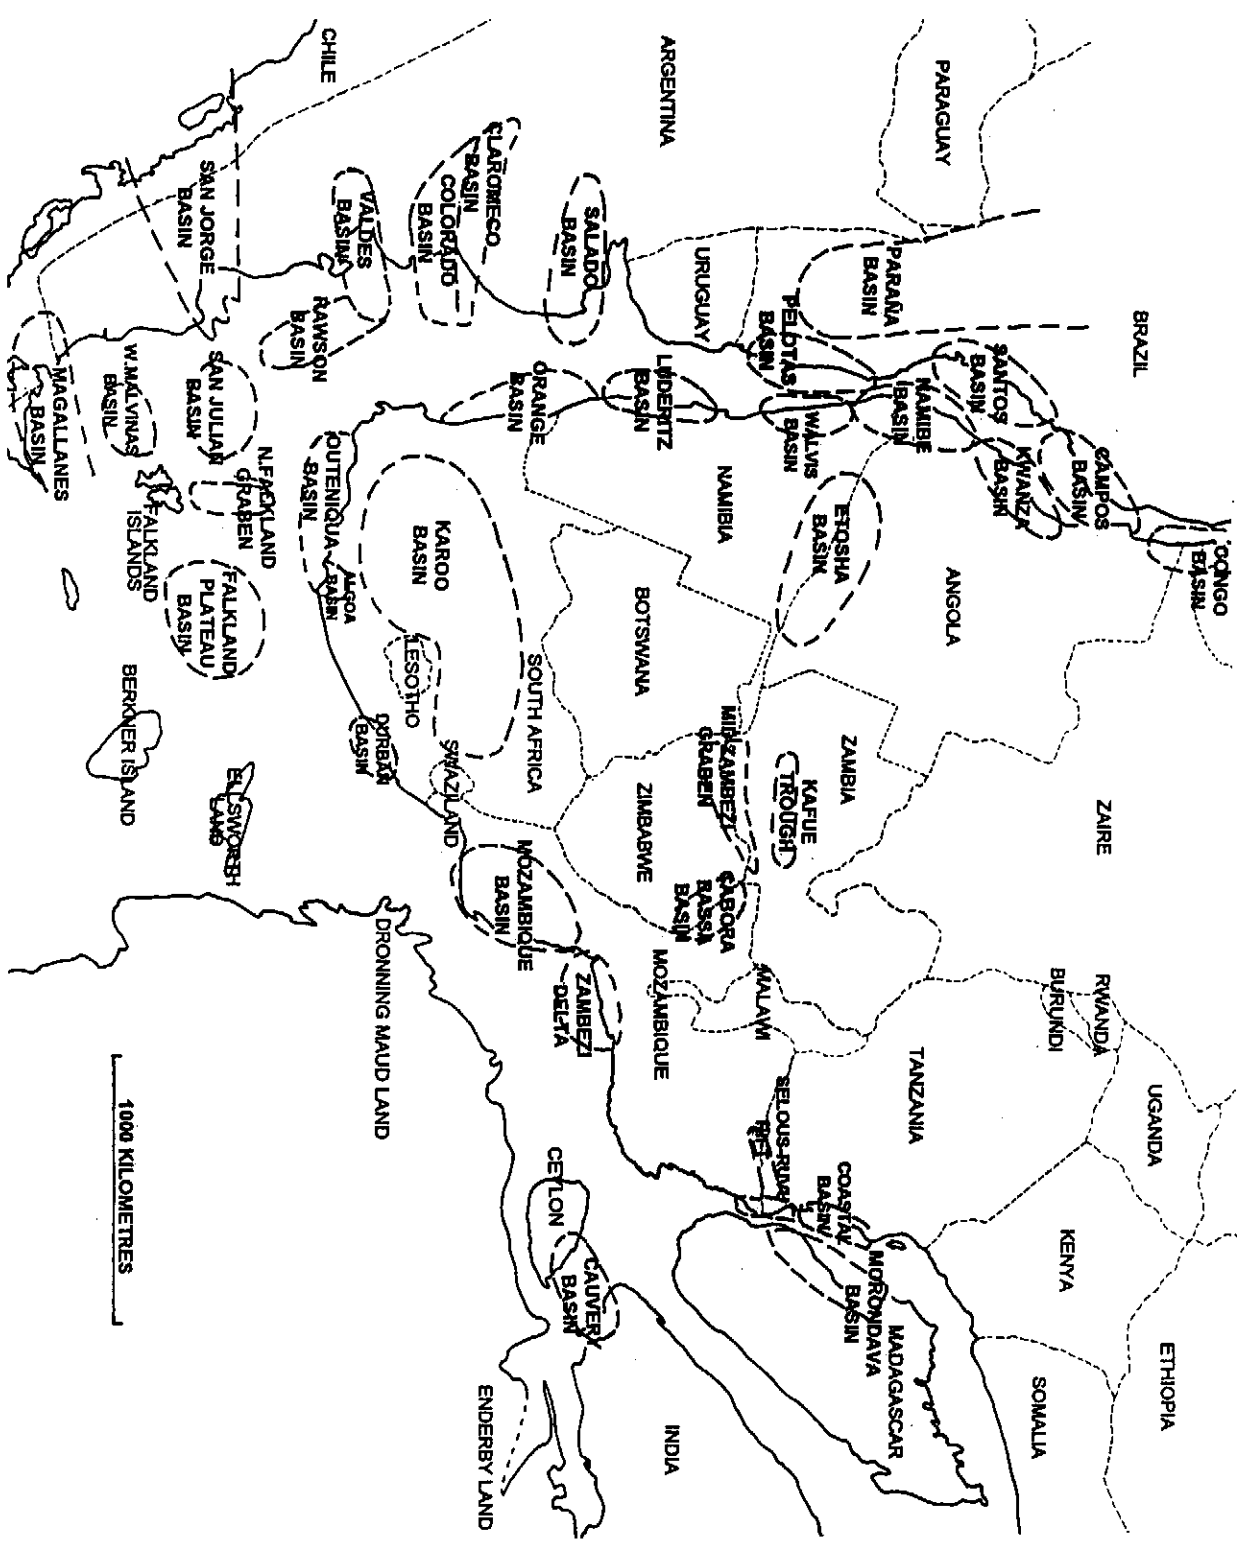 BRAZIL
PARAGUAY
ARGENTINA
CHILE
URUGUAY
PARAÑA
BASIN
SANTOS
BASIN
CAMPOS
BASIN
PELOTAS
BASIN
SALADO
BASIN
CLAROMECO
BASIN
COLORADO
BASIN
VALDES
BASIN
RAWSON
BASIN
SAN JORGE
BASIN
SAN JULIAN
BASIN
W.MALVINAS
BASIN
MAGALLANES
BASIN
N.FALKLAND
GRABEN
FALKLAND
ISLANDS
FALKLAND
PLATEAU
BASIN
CONGO
BASIN
KWANZA
BASIN
NAMIBE
BASIN
WALVIS
BASIN
LUDERITZ
BASIN
ORANGE
BASIN
OUTENIQUA
BASIN
ALGOA
BASIN
KAROO
BASIN
ETOSHA
BASIN
NAMIBIA
ANGOLA
BOTSWANA
SOUTH AFRICA
LESOTHO
SWAZILAND
DURBAN
BASIN
ZAIRE
ZAMBIA
KAFUE
TROUGH
MID-ZAMBEZI
GRABEN
ZIMBABWE
CABORA
BASSA
BASIN
MOZAMBIQUE
BASIN
ZAMBEZI
DELTA
MOZAMBIQUE
MALAWI
RWANDA
BURUNDI
UGANDA
TANZANIA
KENYA
ETHIOPIA
SOMALIA
COASTAL
BASIN
MORONDAVA
BASIN
MADAGASCAR
BERKNER ISLAND
ELLSWORTH
LAND
DRONNING MAUD LAND
CEYLON
CAUVERY
BASIN
INDIA
ENDERBY LAND
1000 KILOMETRES